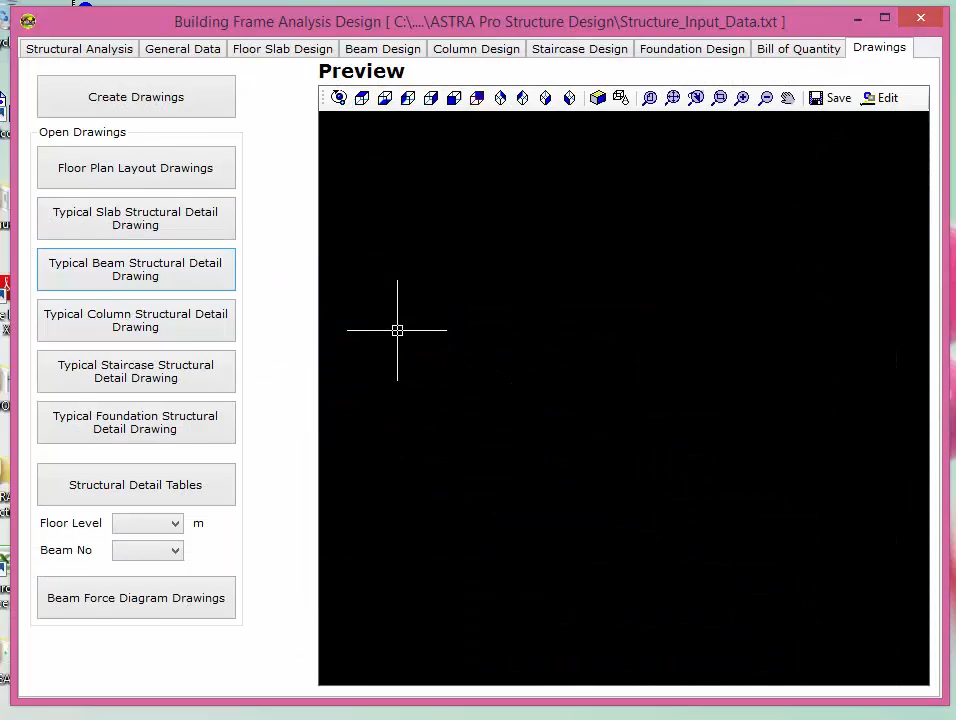 Building Frame Analysis Design [ C:\...\ASTRA Pro Structure Design\Structure_Input_Data.txt ]
Structural Analysis General Data Floor Slab Design Beam Design Column Design Staircase Design Foundation Design Bill of Quantity Drawings
Preview
Save Edit
Create Drawings
Open Drawings
Floor Plan Layout Drawings
Typical Slab Structural Detail
Drawing
Typical Beam Structural Detail
Drawing
Typical Column Structural Detail
Drawing
Typical Staircase Structural
Detail Drawing
Typical Foundation Structural
Detail Drawing
Structural Detail Tables
Floor Level m
Beam No
Beam Force Diagram Drawings